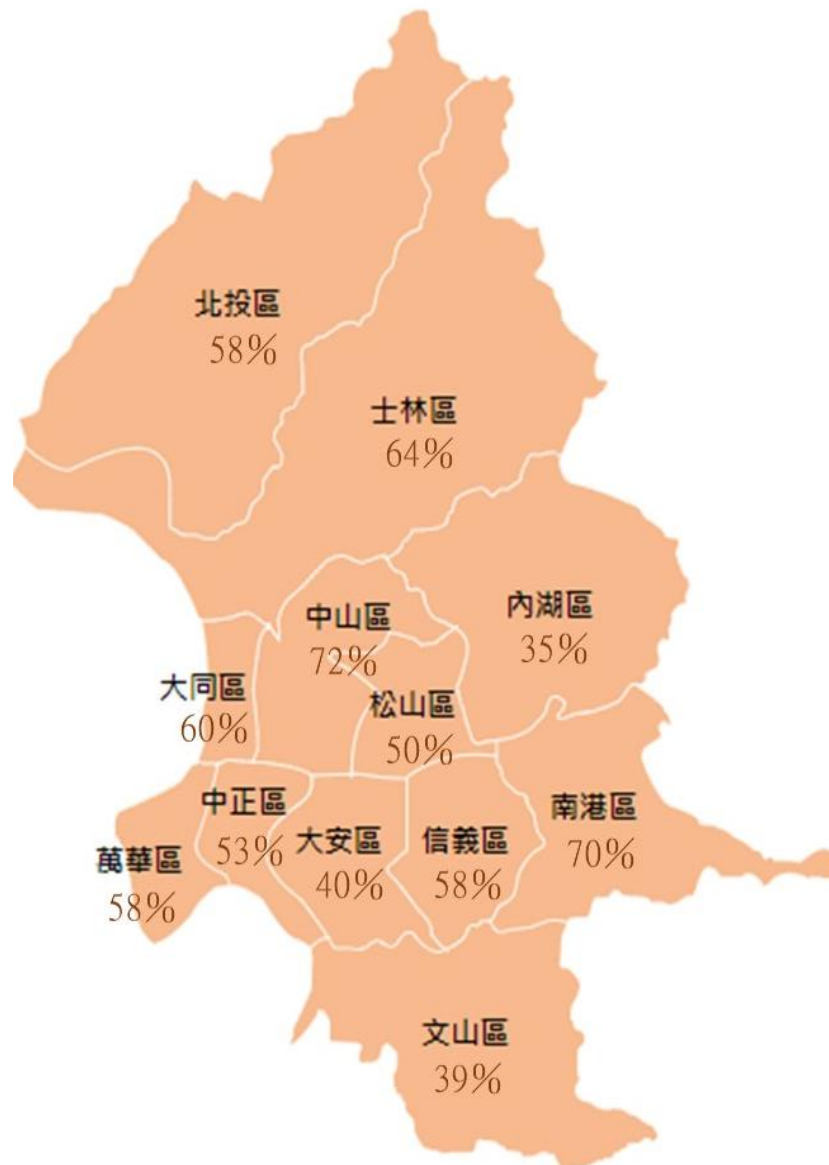 北投區
58%
士林區
64%
內湖區
35%
中山區
72%
大同區
60%
松山區
50%
南港區
70%
中正區
53%
大安區
40%
信義區
58%
萬華區
58%
文山區
39%